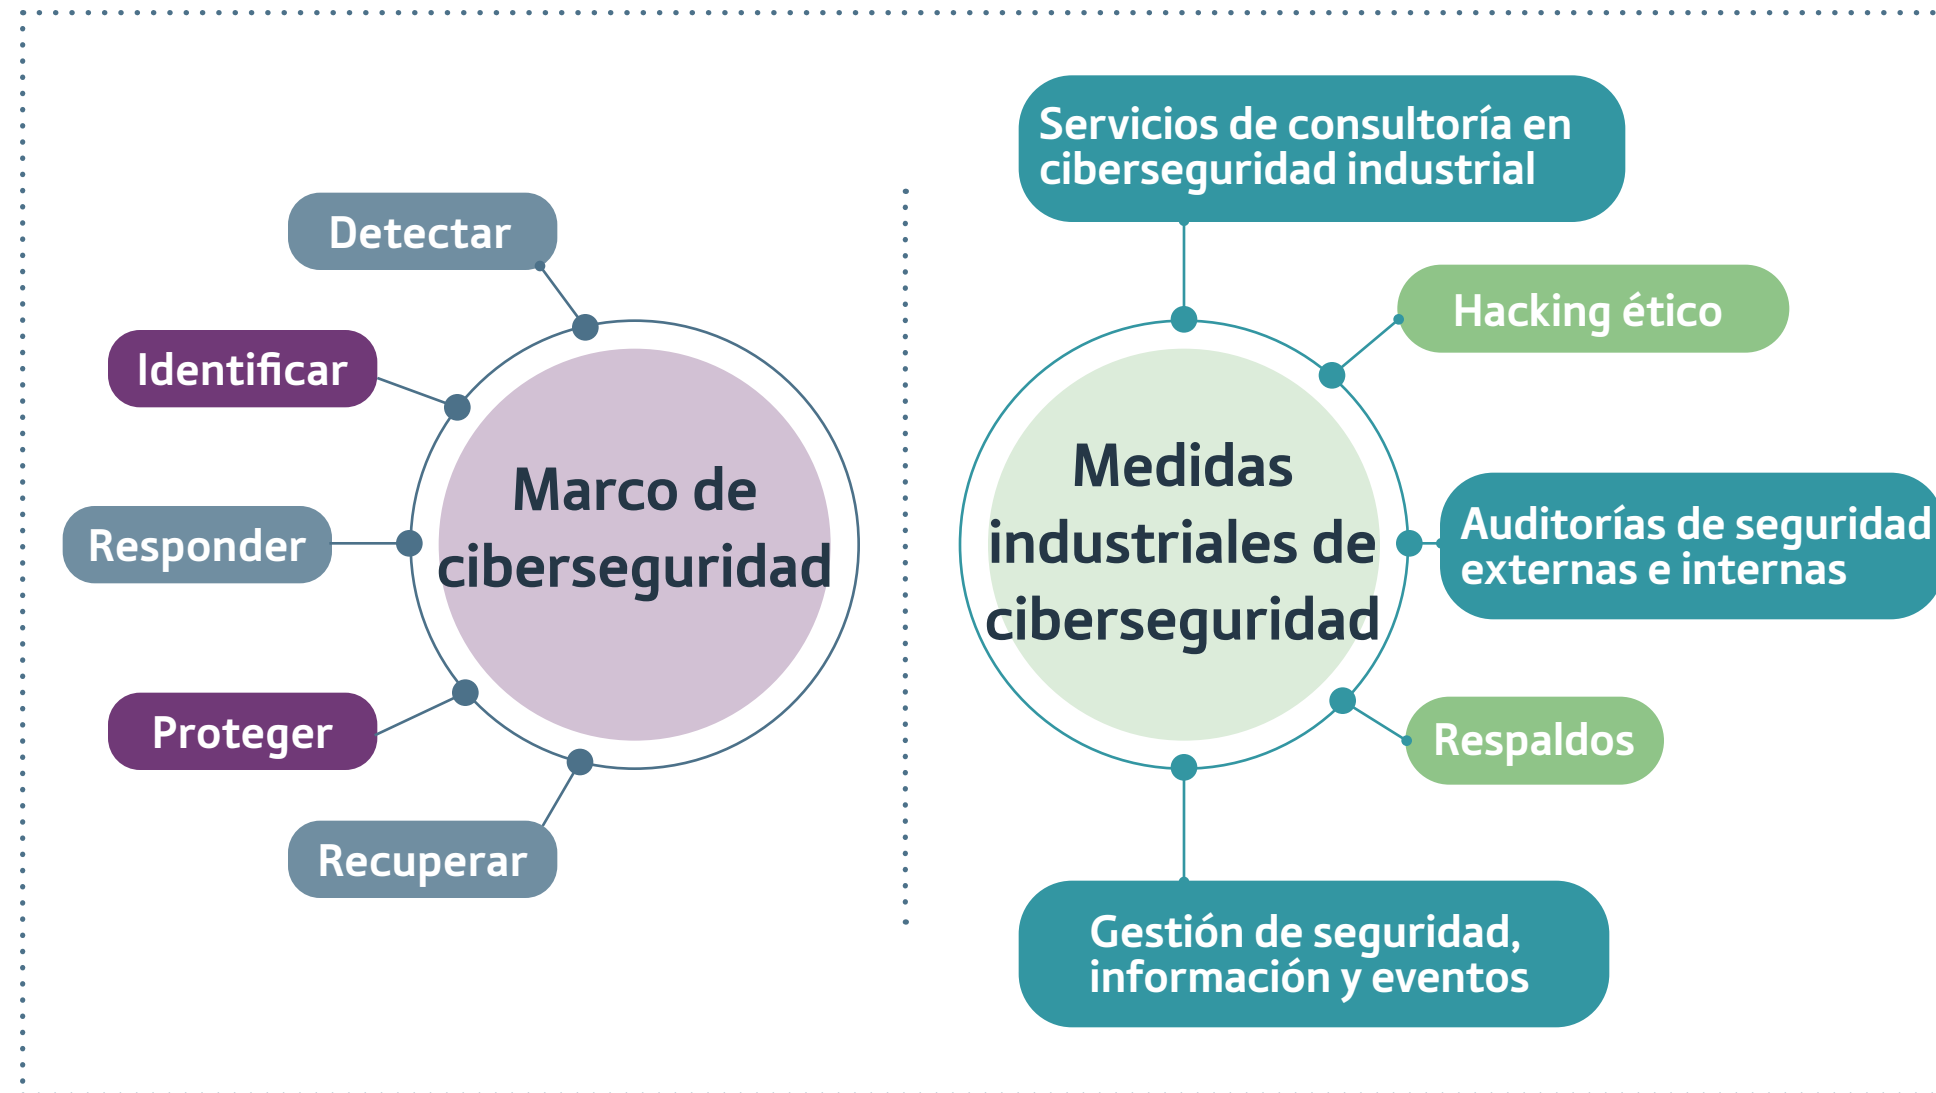 Detectar
Identificar
Responder
Proteger
Recuperar
Marco de
ciberseguridad
Servicios de consultoría en
ciberseguridad industrial
Hacking ético
Auditorías de seguridad
externas e internas
Respaldos
Gestión de seguridad,
información y eventos
Medidas
industriales de
ciberseguridad